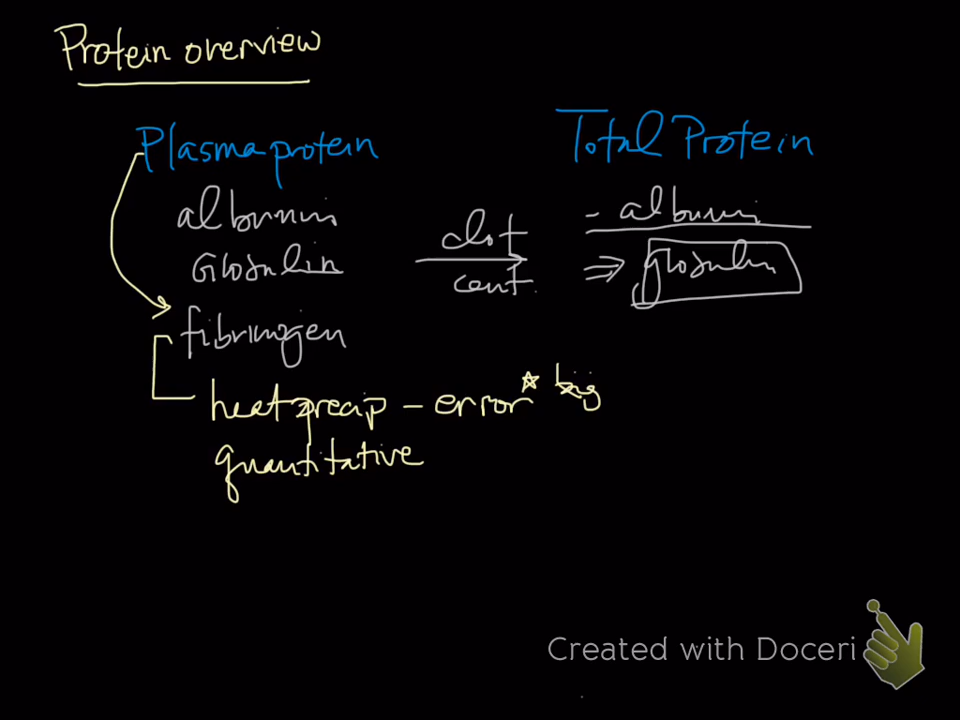 Protein overview
Plasma protein
albumin
Globulin
fibrinogen
clot
cent.
Total Protein
- albumin
⇒ globulin
heat precip - error * big
quantitative
Created with Doceri